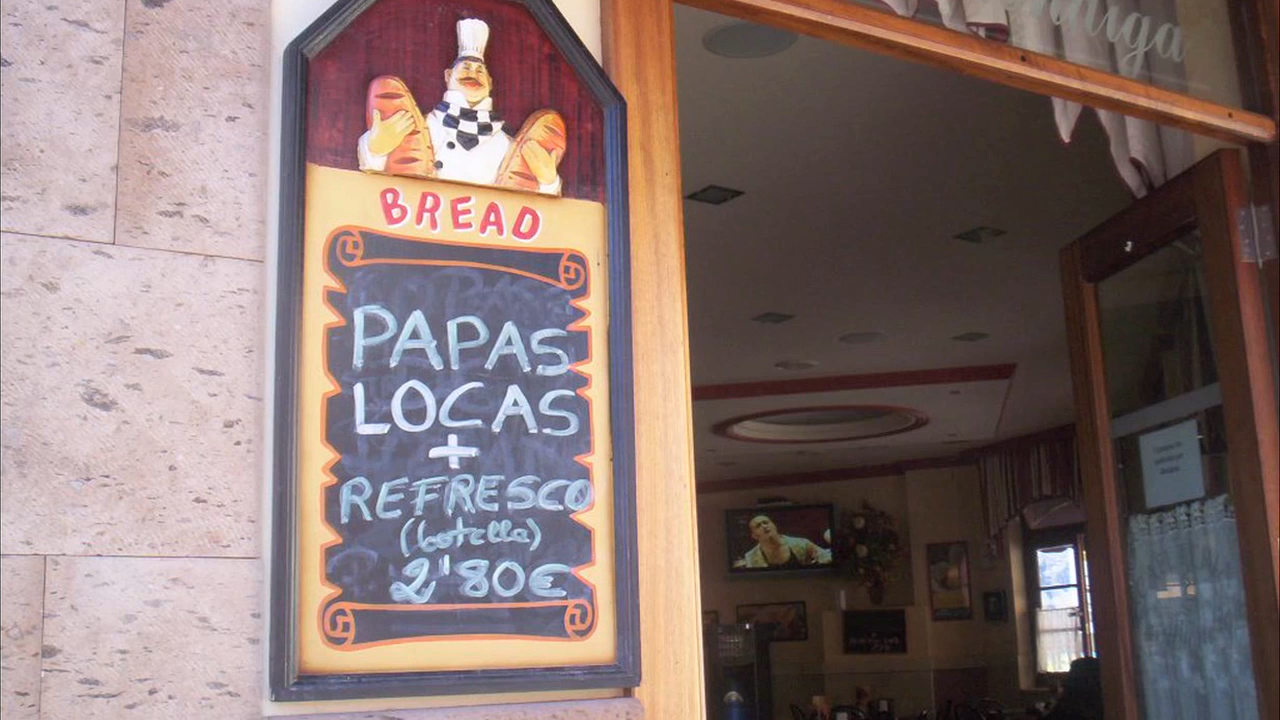 BREAD
PAPAS
LOCAS
+
REFRESCO
(botella)
2'80€